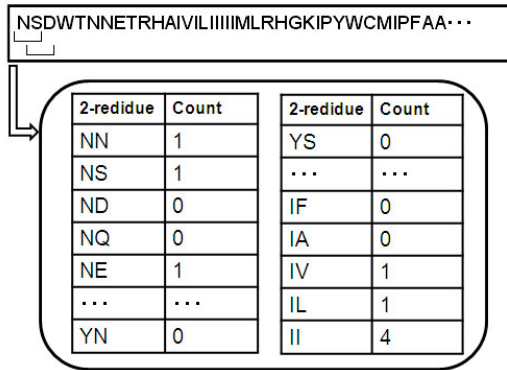 NSDWTNNETRHAIVILIIIIIMLRHGKIPYWCMIPFAA···
2-redidue Count
NN 1
NS 1
ND 0
NQ 0
NE 1
··· ···
YN 0
2-redidue Count
YS 0
··· ···
IF 0
IA 0
IV 1
IL 1
II 4